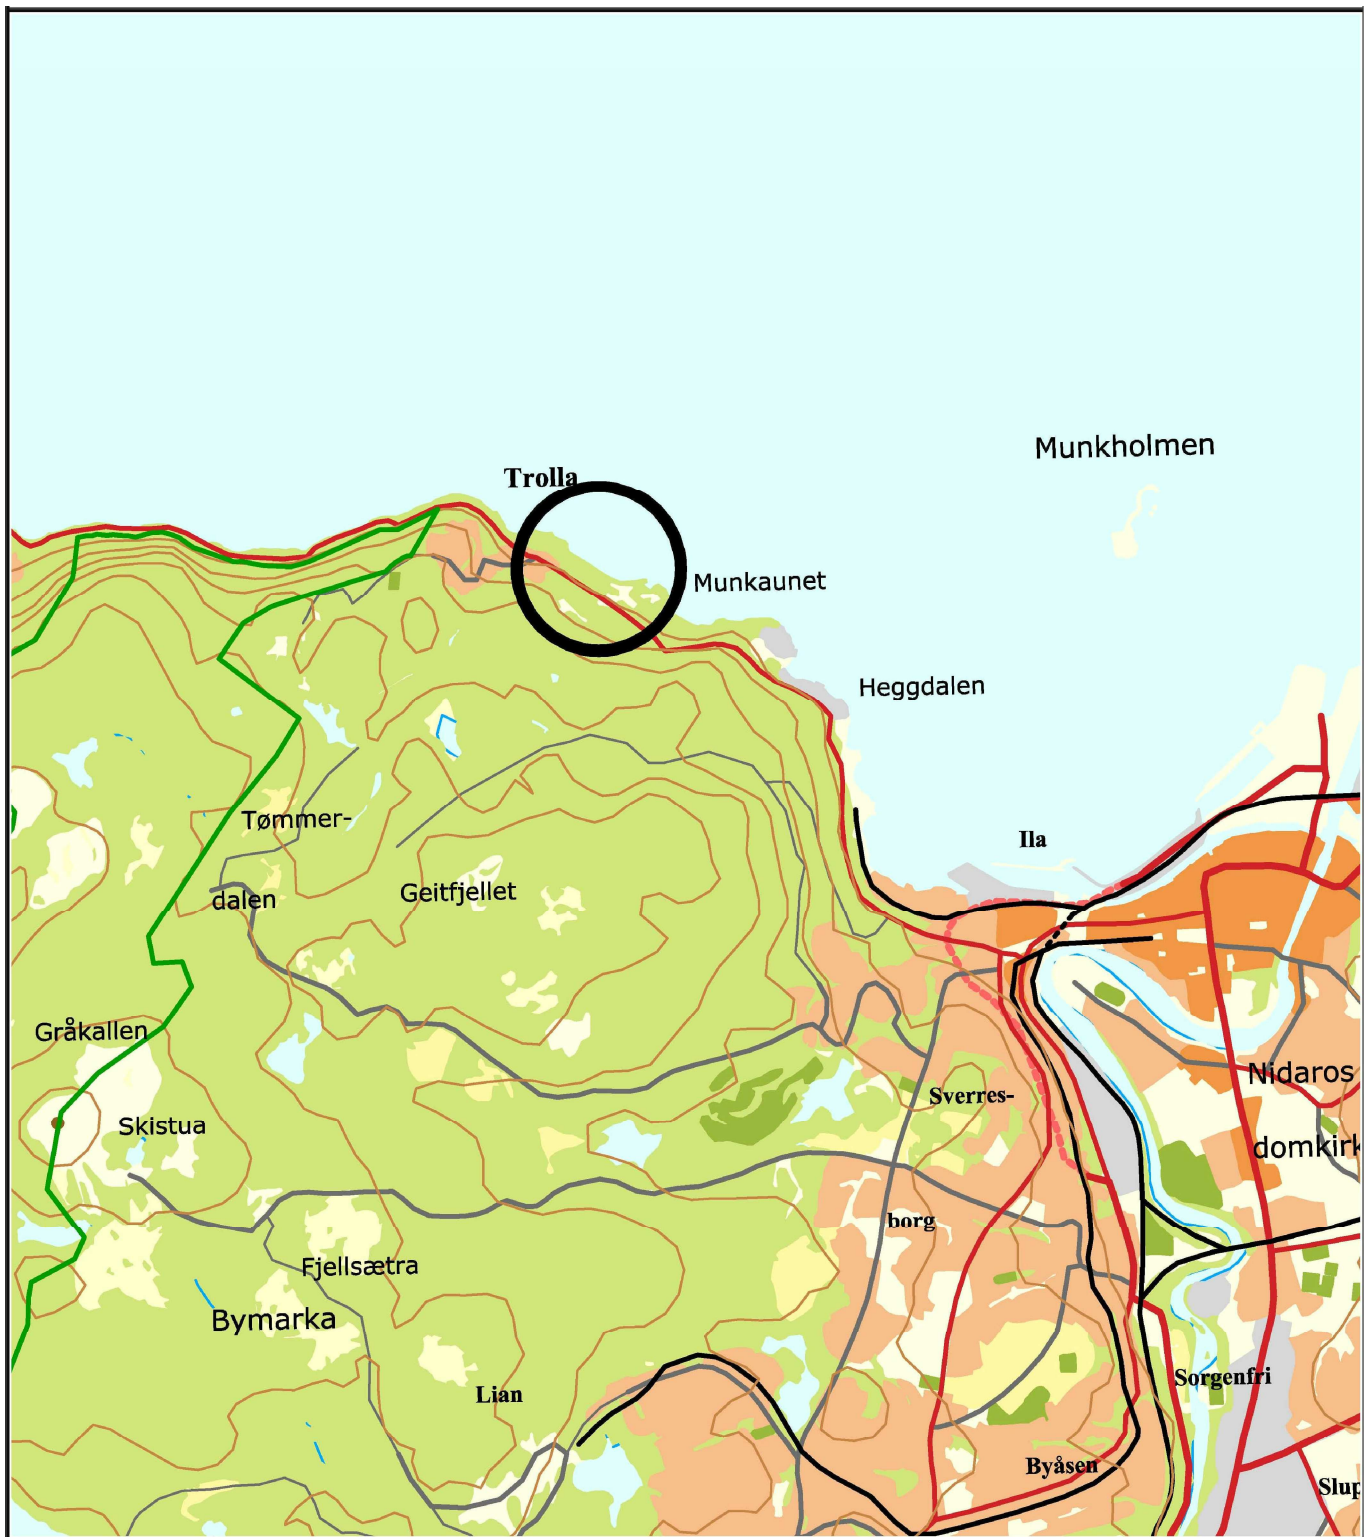 Munkholmen
Trolla
Munkaunet
Heggdalen
Tømmer-
Ila
dalen
Geitfjellet
Gråkallen
Nidaros
Sverres-
Skistua
domkirk
borg
Fjellsætra
Bymarka
Sorgenfri
Lian
Byåsen
Slup